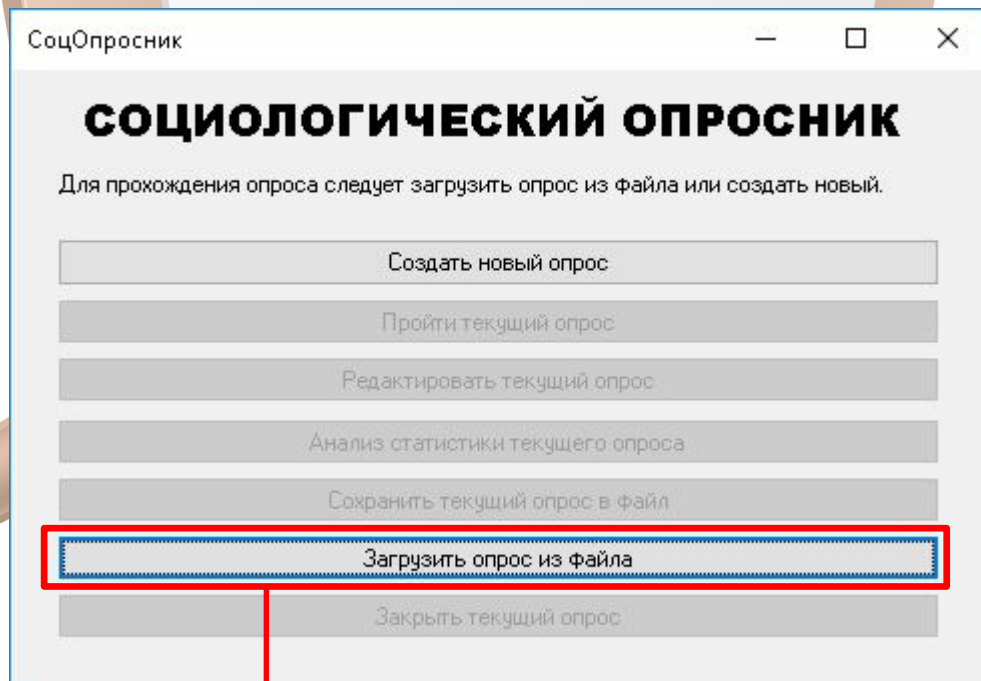 СоцОпросник
СОЦИОЛОГИЧЕСКИЙ ОПРОСНИК
Для прохождения опроса следует загрузить опрос из файла или создать новый.
Создать новый опрос
Пройти текущий опрос
Редактировать текущий опрос
Анализ статистики текущего опроса
Сохранить текущий опрос в файл
Загрузить опрос из файла
Закрыть текущий опрос